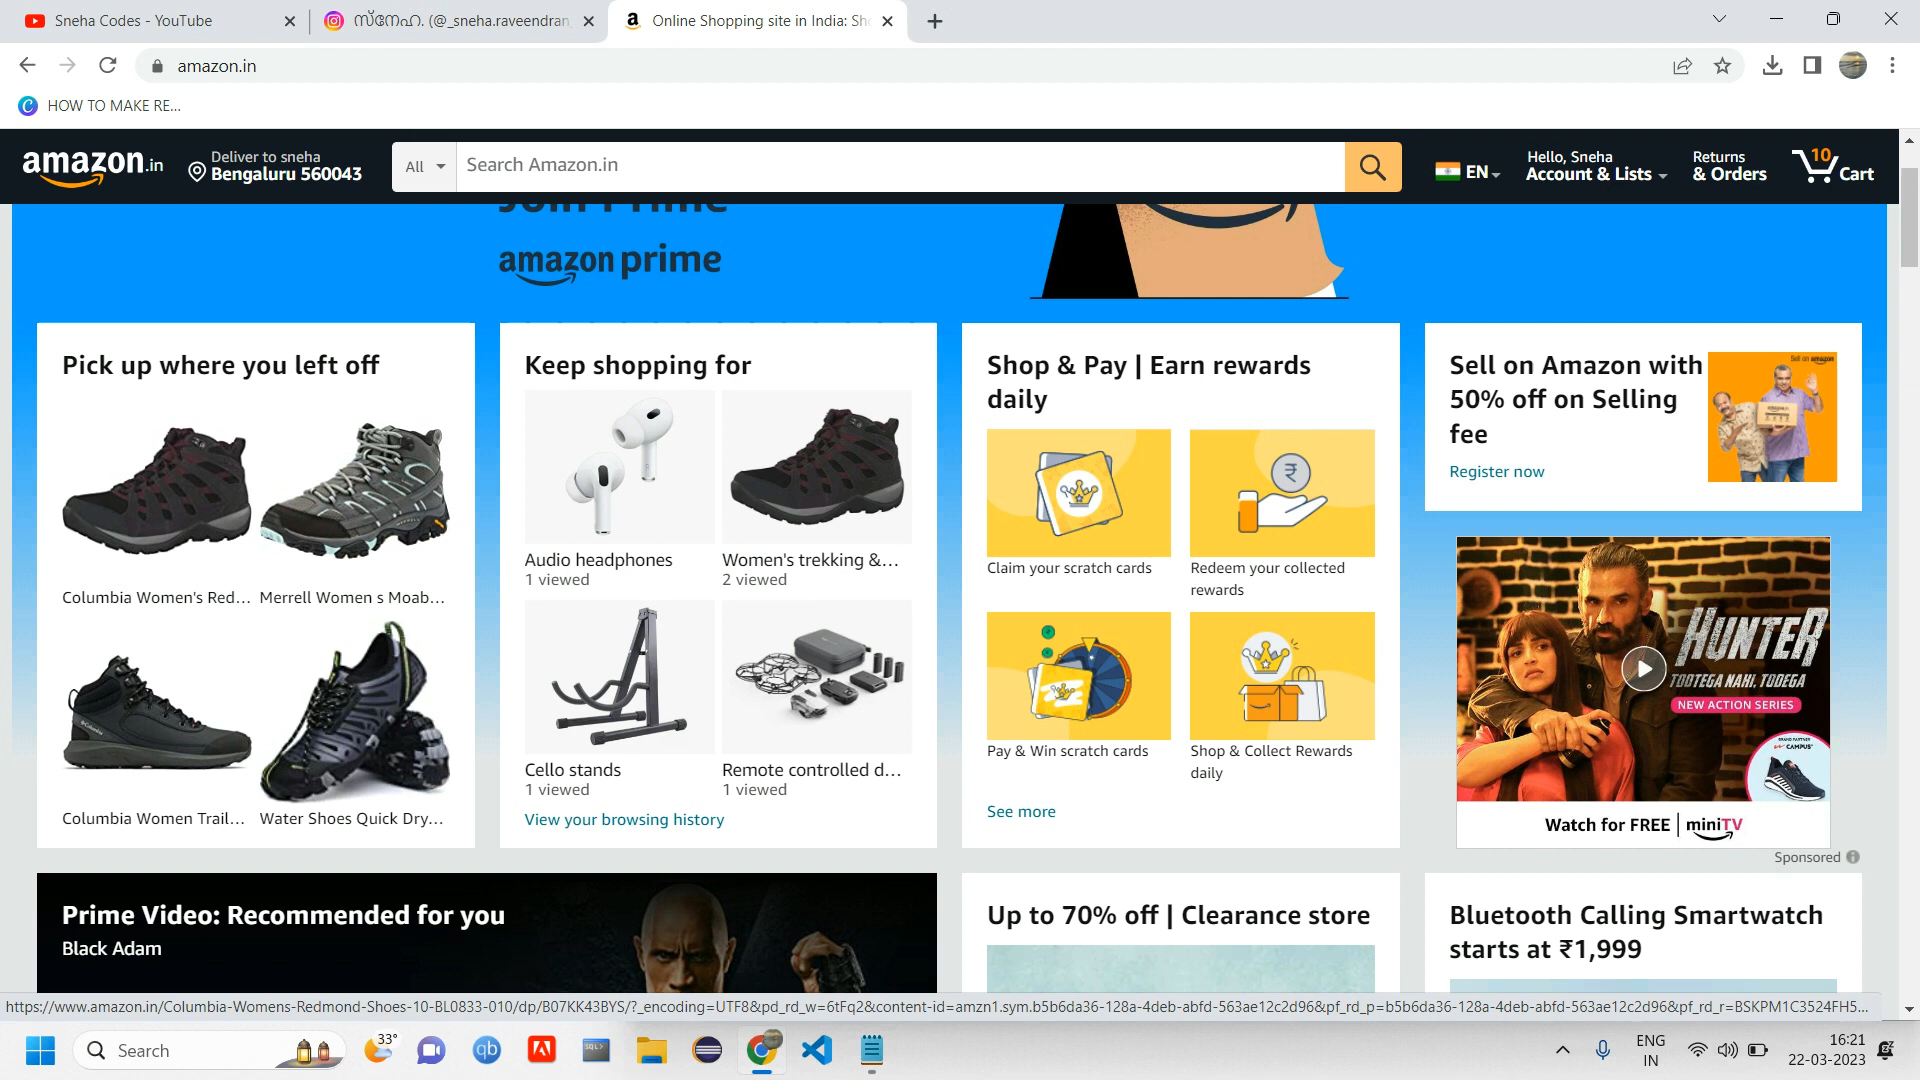 Sneha Codes - YouTube
സ്നേഹ. (@_sneha.raveendran
Online Shopping site in India: Sh
amazon.in
HOW TO MAKE RE...
amazon.in
Deliver to sneha
Bengaluru 560043
All
Search Amazon.in
EN
Hello, Sneha
Account & Lists
Returns
& Orders
10
Cart
Join Prime
amazon prime
Pick up where you left off
Columbia Women's Red...
Merrell Women s Moab...
Columbia Women Trail...
Water Shoes Quick Dry...
Keep shopping for
Audio headphones
1 viewed
Women's trekking &...
2 viewed
Cello stands
1 viewed
Remote controlled d...
1 viewed
View your browsing history
Shop & Pay | Earn rewards
daily
Claim your scratch cards
Redeem your collected
rewards
Pay & Win scratch cards
Shop & Collect Rewards
daily
See more
Sell on Amazon with
50% off on Selling
fee
Register now
Sell on amazon
HUNTER
TOOTEGA NAHI, TODEGA
NEW ACTION SERIES
BRAND PARTNER
CAMPUS
Watch for FREE | miniTV
Sponsored
Prime Video: Recommended for you
Black Adam
Up to 70% off | Clearance store
Bluetooth Calling Smartwatch
starts at ₹1,999
https://www.amazon.in/Columbia-Womens-Redmond-Shoes-10-BL0833-010/dp/B07KK43BYS/?_encoding=UTF8&pd_rd_w=6tFq2&content-id=amzn1.sym.b5b6da36-128a-4deb-abfd-563ae12c2d96&pf_rd_p=b5b6da36-128a-4deb-abfd-563ae12c2d96&pf_rd_r=BSKPM1C3524FH5...
Search
33°
qb
SQL>
ENG
IN
16:21
22-03-2023